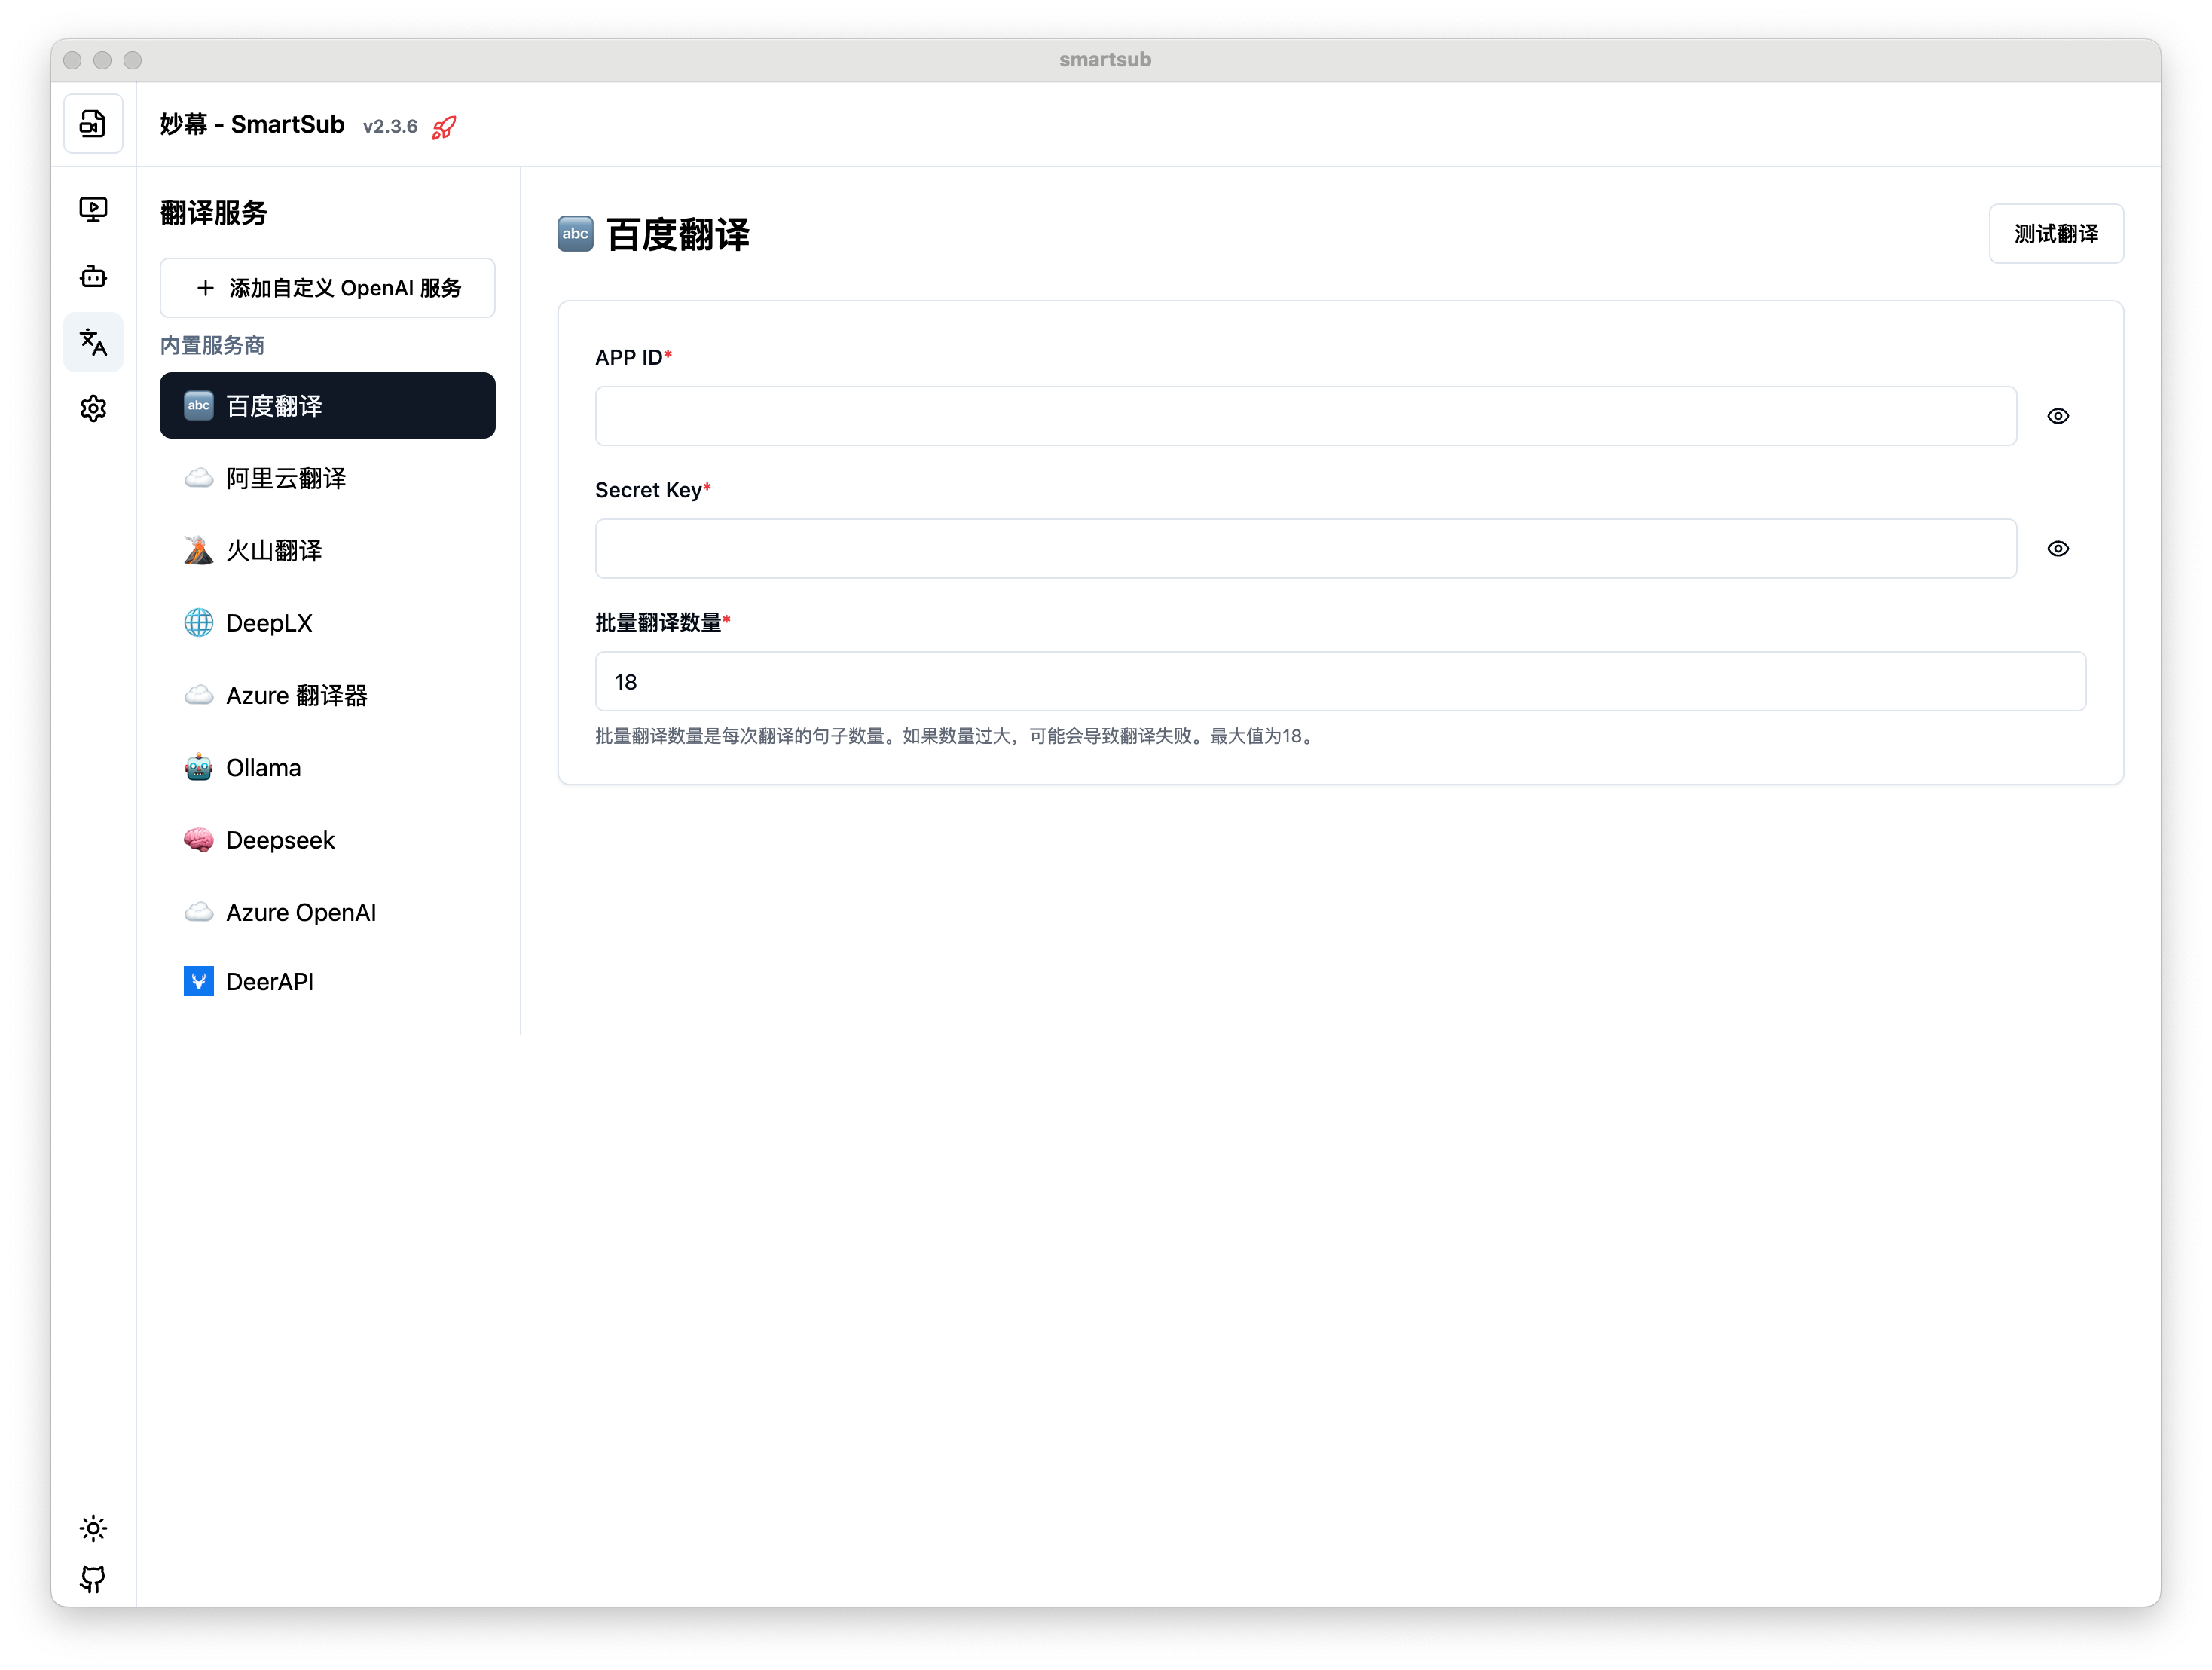 smartsub
妙幕 - SmartSub v2.3.6
翻译服务
+ 添加自定义 OpenAI 服务
内置服务商
abc 百度翻译
阿里云翻译
火山翻译
DeepLX
Azure 翻译器
Ollama
Deepseek
Azure OpenAI
DeerAPI
abc 百度翻译
测试翻译
APP ID*
Secret Key*
批量翻译数量*
18
批量翻译数量是每次翻译的句子数量。如果数量过大，可能会导致翻译失败。最大值为18。